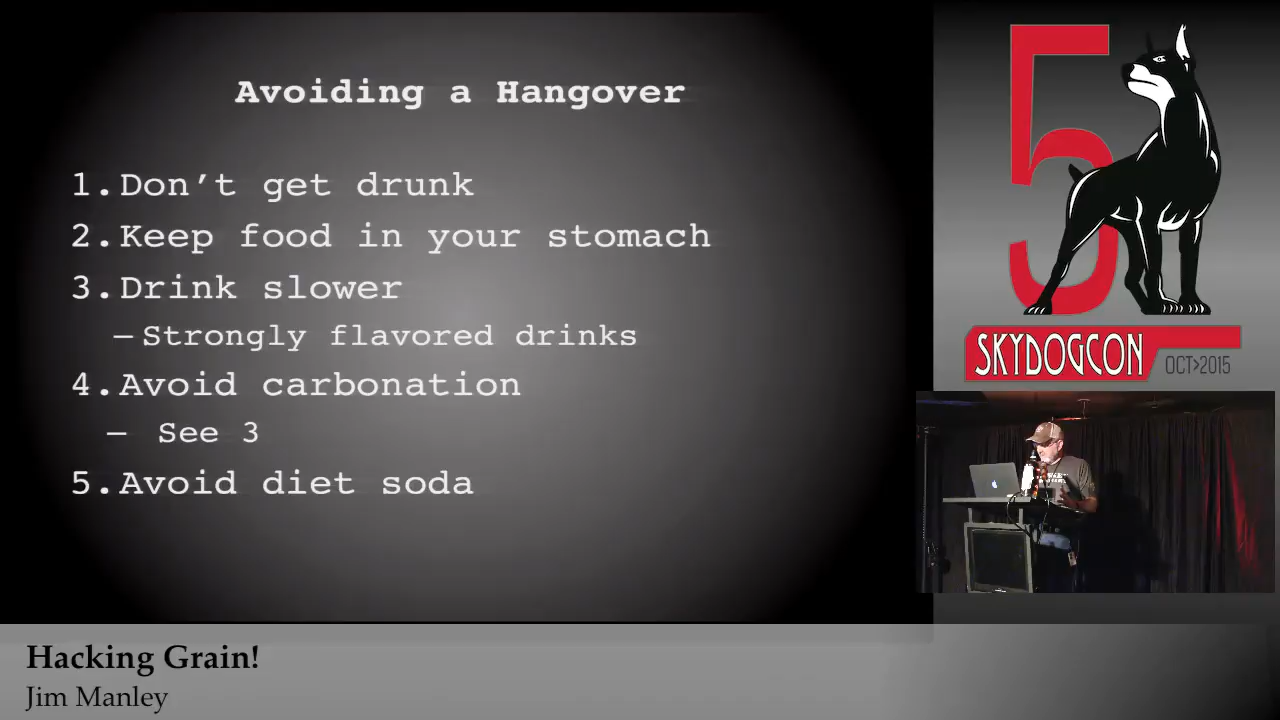 Avoiding a Hangover
1.Don’t get drunk
2.Keep food in your stomach
3.Drink slower
–Strongly flavored drinks
4.Avoid carbonation
– See 3
5.Avoid diet soda
5
SKYDOGCON
OCT>2015
Hacking Grain!
Jim Manley